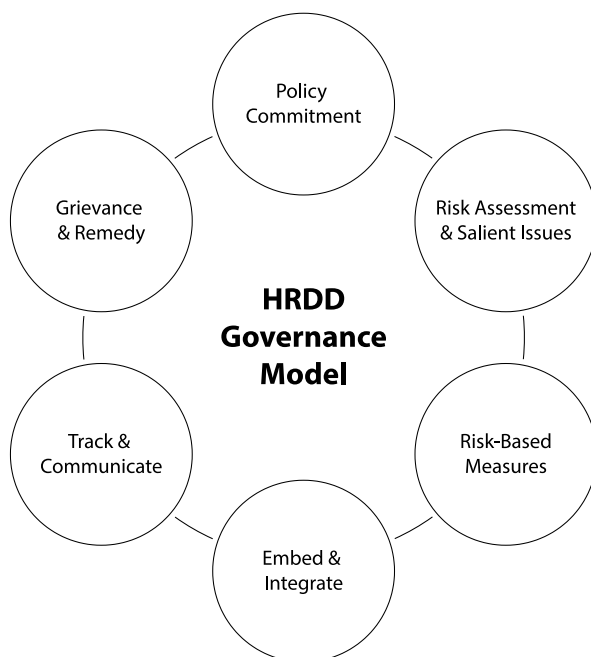 Policy
Commitment
Risk Assessment
& Salient Issues
Risk-Based
Measures
Embed &
Integrate
Track &
Communicate
Grievance
& Remedy
HRDD
Governance
Model